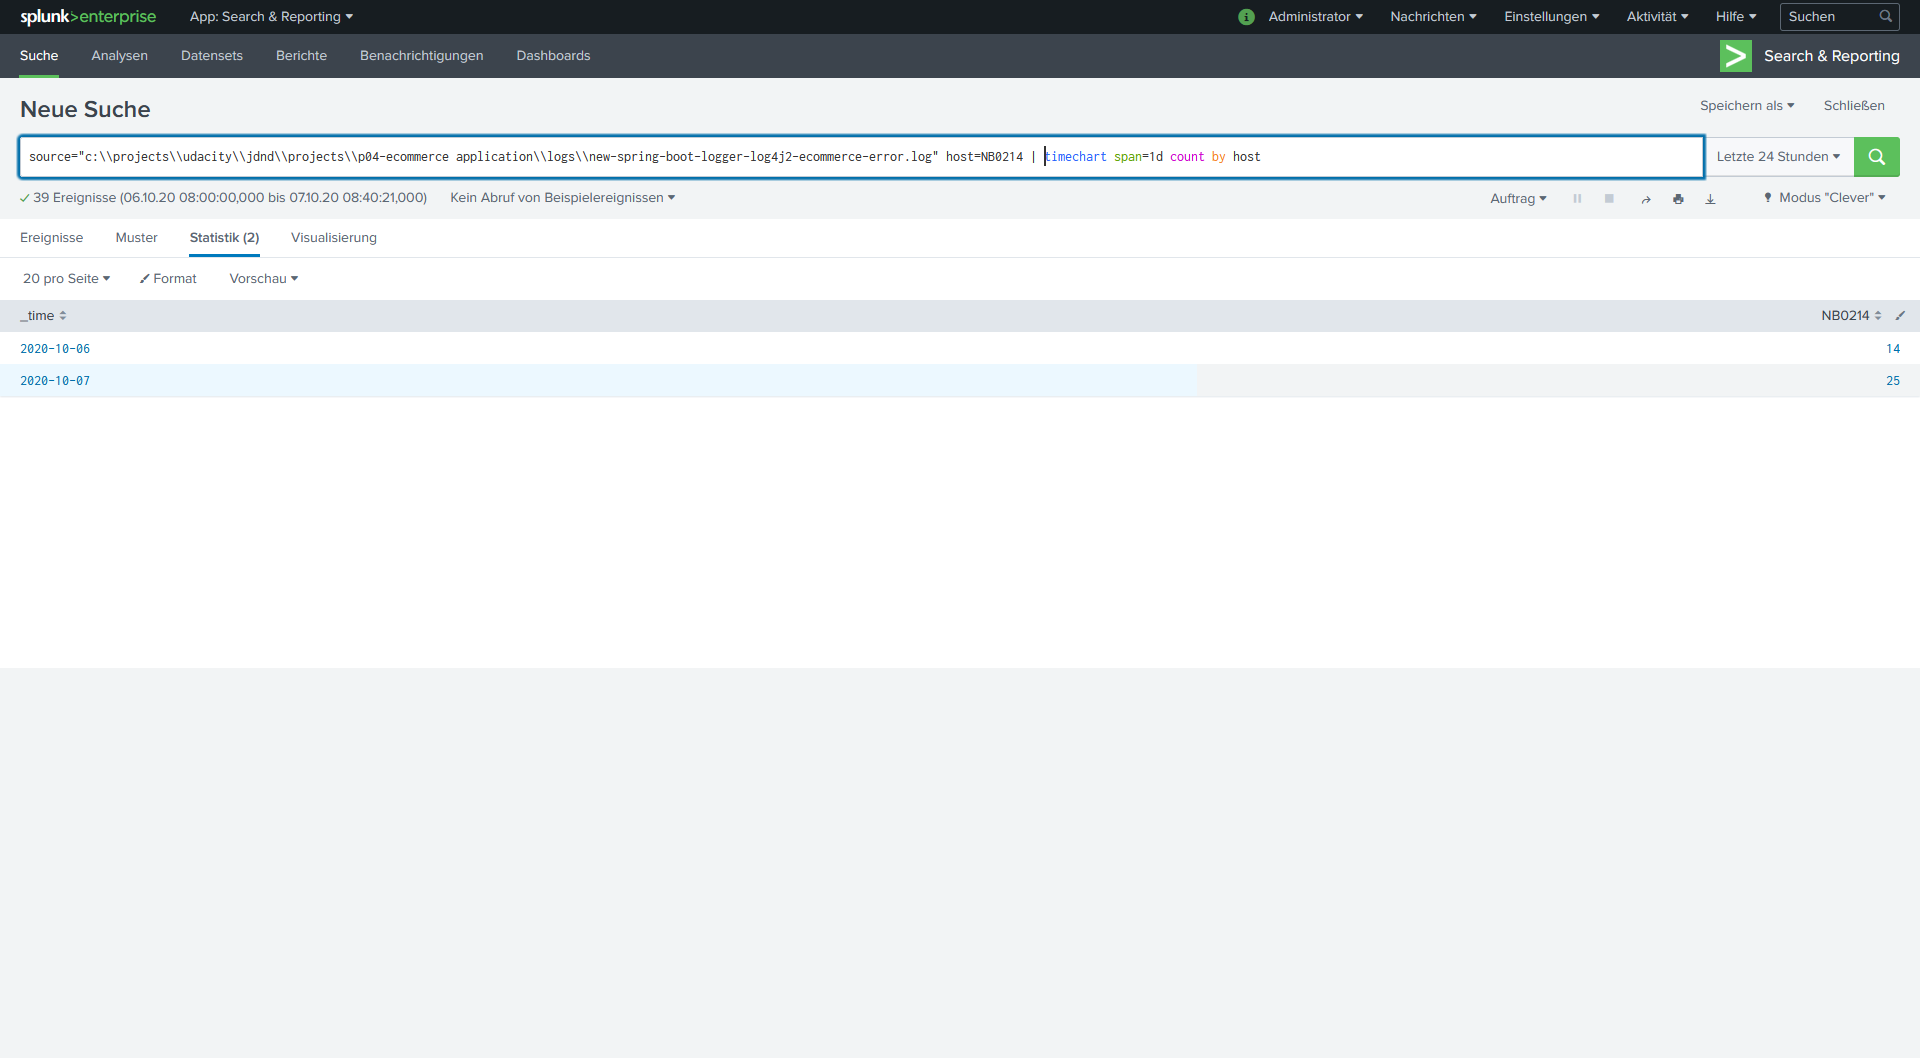 splunk>enterprise App: Search & Reporting Administrator Nachrichten Einstellungen Aktivität Hilfe Suchen
Suche Analysen Datensets Berichte Benachrichtigungen Dashboards Search & Reporting
Neue Suche Speichern als Schließen
source="c:\\projects\\udacity\\jdnd\\projects\\p04-ecommerce application\\logs\\new-spring-boot-logger-log4j2-ecommerce-error.log" host=NB0214 | timechart span=1d count by host Letzte 24 Stunden
39 Ereignisse (06.10.20 08:00:00,000 bis 07.10.20 08:40:21,000) Kein Abruf von Beispielereignissen Auftrag Modus "Clever"
Ereignisse Muster Statistik (2) Visualisierung
20 pro Seite Format Vorschau
_time NB0214
2020-10-06 14
2020-10-07 25